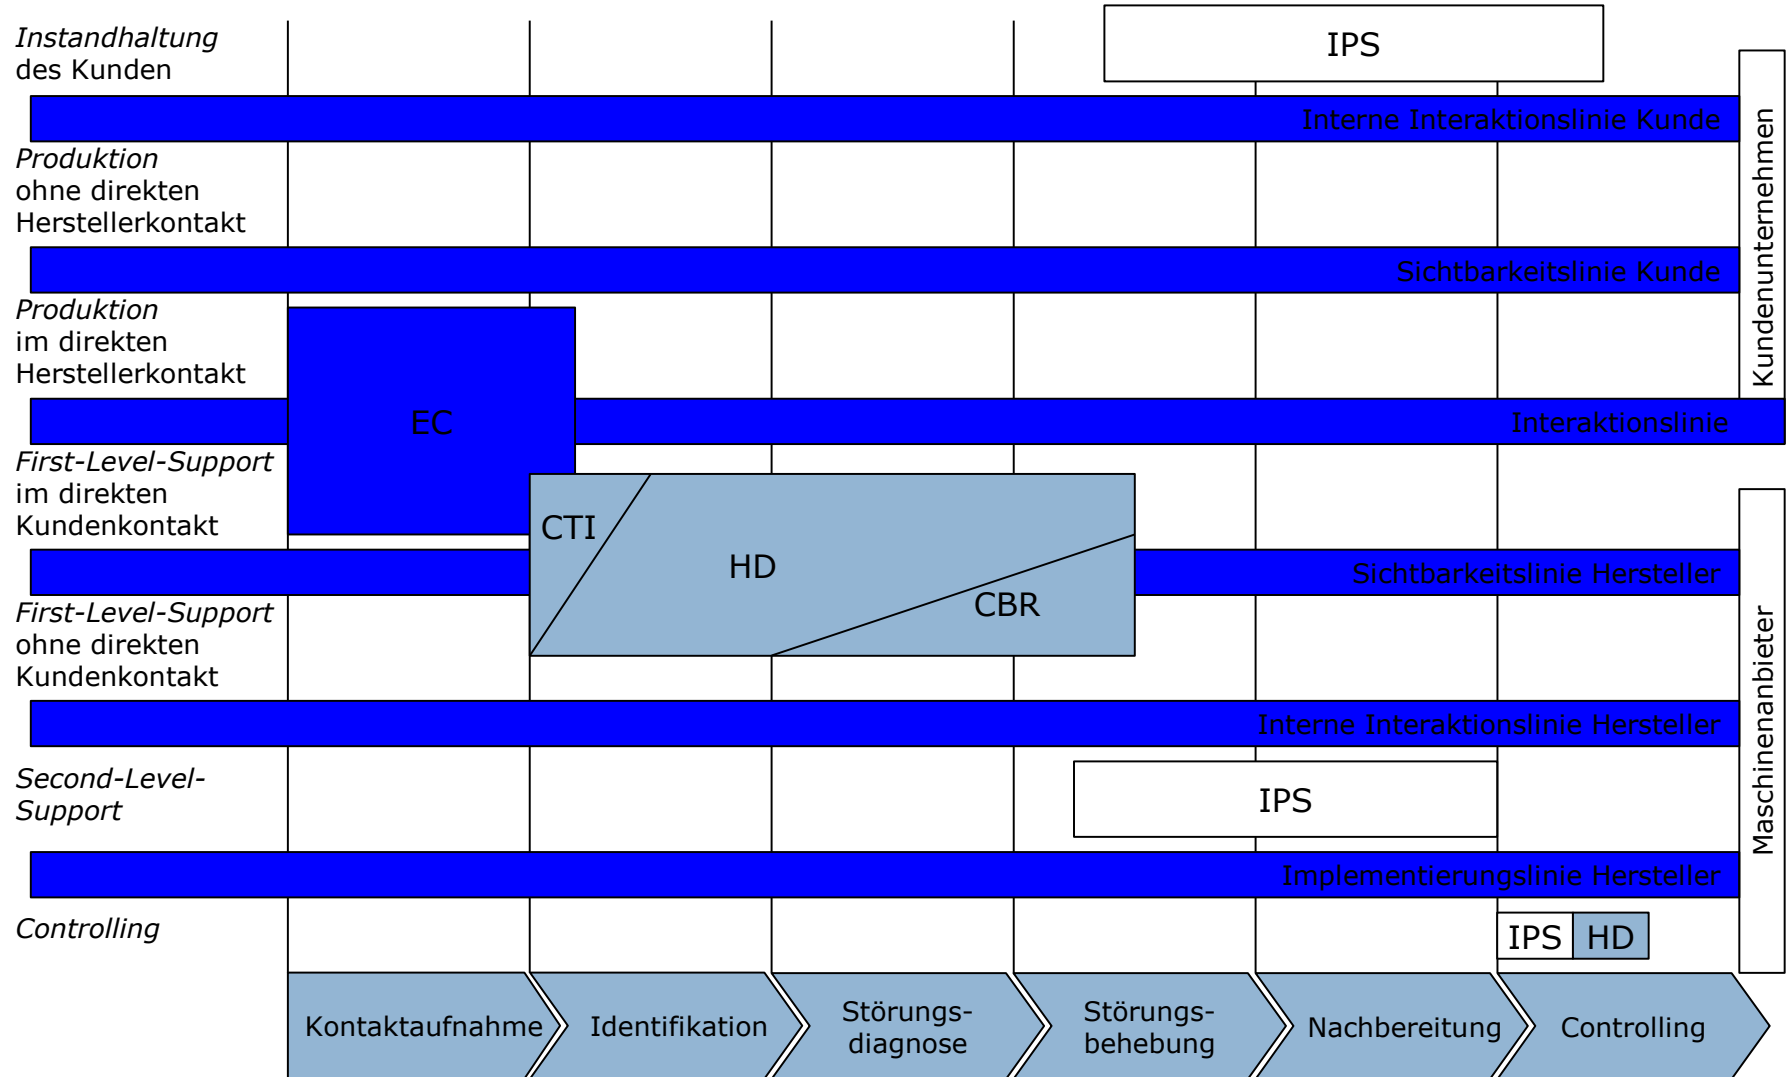 Instandhaltung
des Kunden
IPS
Interne Interaktionslinie Kunde
Produktion
ohne direkten
Herstellerkontakt
Sichtbarkeitslinie Kunde
Kundenunternehmen
Produktion
im direkten
Herstellerkontakt
EC
Interaktionslinie
First-Level-Support
im direkten
Kundenkontakt
CTI
HD
CBR
Sichtbarkeitslinie Hersteller
First-Level-Support
ohne direkten
Kundenkontakt
Interne Interaktionslinie Hersteller
Maschinenanbieter
Second-Level-
Support
IPS
Implementierungslinie Hersteller
Controlling
IPS HD
Kontaktaufnahme
Identifikation
Störungs-
diagnose
Störungs-
behebung
Nachbereitung
Controlling